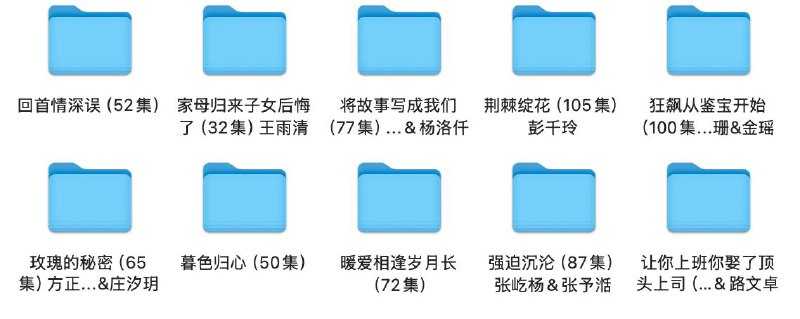 回首情深误（52集）
家母归来子女后悔
了（32集）王雨清
将故事写成我们
（77集）...＆杨洛仟
荆棘绽花（105集）
彭千玲
狂飙从鉴宝开始
（100集...珊&金瑶
玫瑰的秘密（65
集）方正...&庄汐玥
暮色归心（50集）
暖爱相逢岁月长
（72集）
强迫沉沦（87集）
张屹杨＆张予湉
让你上班你娶了顶
头上司（...＆路文卓